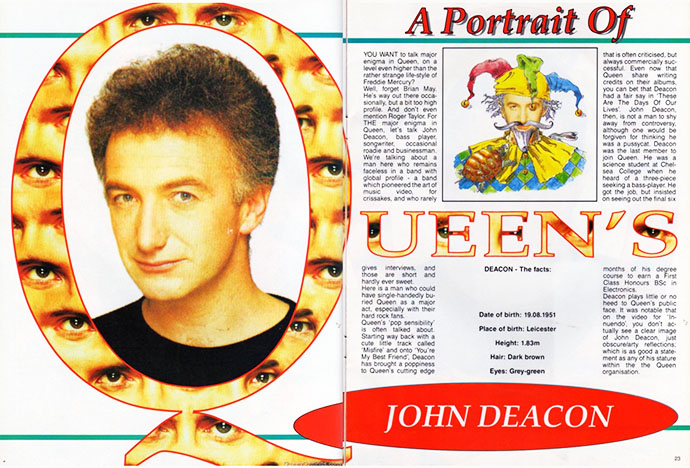 A Portrait Of
YOU WANT to talk major
enigma in Queen, on a
level even higher than the
rather strange life-style of
Freddie Mercury?
Well, forget Brian May.
He's way out there occa-
sionally, but a bit too high
profile. And don't even
mention Roger Taylor. For
THE major enigma in
Queen, let's talk John
Deacon, bass player,
songwriter, occasional
roadie and businessman.
We're talking about a
man here who remains
faceless in a band with
global profile - a band
which pioneered the art of
music video, for
crissakes, and who rarely
that is often criticised, but
always commercially suc-
cessful. Even now that
Queen share writing
credits on their albums,
you can bet that Deacon
had a fair say in 'These
Are The Days Of Our
Lives'. John Deacon,
then, is not a man to shy
away from controversy,
although one would be
forgiven for thinking he
was a pussycat. Deacon
was the last member to
join Queen. He was a
science student at Chel-
sea College when he
heard of a three-piece
seeking a bass-player. He
got the job, but insisted
on seeing out the final six
QUEEN'S
gives interviews, and
those are short and
hardly ever sweet.
Here is a man who could
have single-handedly bu-
ried Queen as a major
act, especially with their
hard rock fans.
Queen's 'pop sensibility'
is often talked about.
Starting way back with a
cute little track called
'Misfire' and onto 'You're
My Best Friend', Deacon
has brought a poppiness
to Queen's cutting edge
DEACON - The facts:
Date of birth: 19.08.1951
Place of birth: Leicester
Height: 1.83m
Hair: Dark brown
Eyes: Grey-green
months of his degree
course to earn a First
Class Honours BSc in
Electronics.
Deacon plays little or no
heed to Queen's public
face. It was notable that
on the video for 'In-
nuendo', you don't ac-
tually see a clear image
of John Deacon, just
obscurely reflections,
which is as good a state-
ment as any of his stature
within the the Queen
organisation.
JOHN DEACON
23